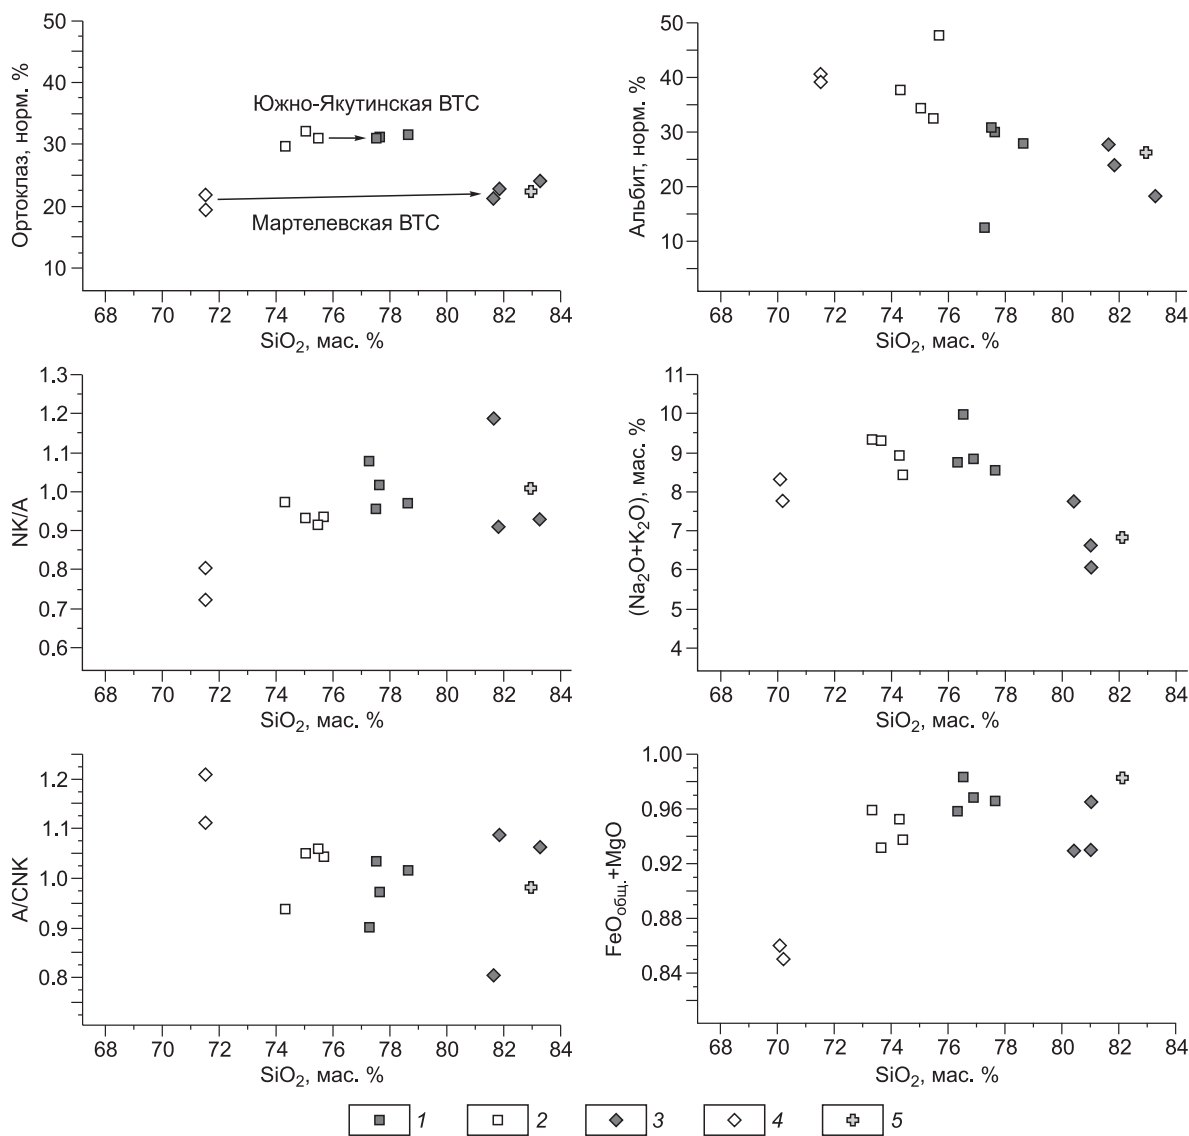 Ортоклаз, норм. %
50
40
30
20
10
Южно-Якутинская ВТС
Мартелевская ВТС
68 70 72 74 76 78 80 82 84
SiO₂, мас. %
Альбит, норм. %
50
40
30
20
10
68 70 72 74 76 78 80 82 84
SiO₂, мас. %
NK/A
1.3
1.2
1.1
1.0
0.9
0.8
0.7
0.6
68 70 72 74 76 78 80 82 84
SiO₂, мас. %
(Na₂O+K₂O), мас. %
11
10
9
8
7
6
5
4
68 70 72 74 76 78 80 82 84
SiO₂, мас. %
A/CNK
1.2
1.1
1.0
0.9
0.8
68 70 72 74 76 78 80 82 84
SiO₂, мас. %
FeOобщ.+MgO
1.00
0.96
0.92
0.88
0.84
68 70 72 74 76 78 80 82 84
SiO₂, мас. %
1 2 3 4 5